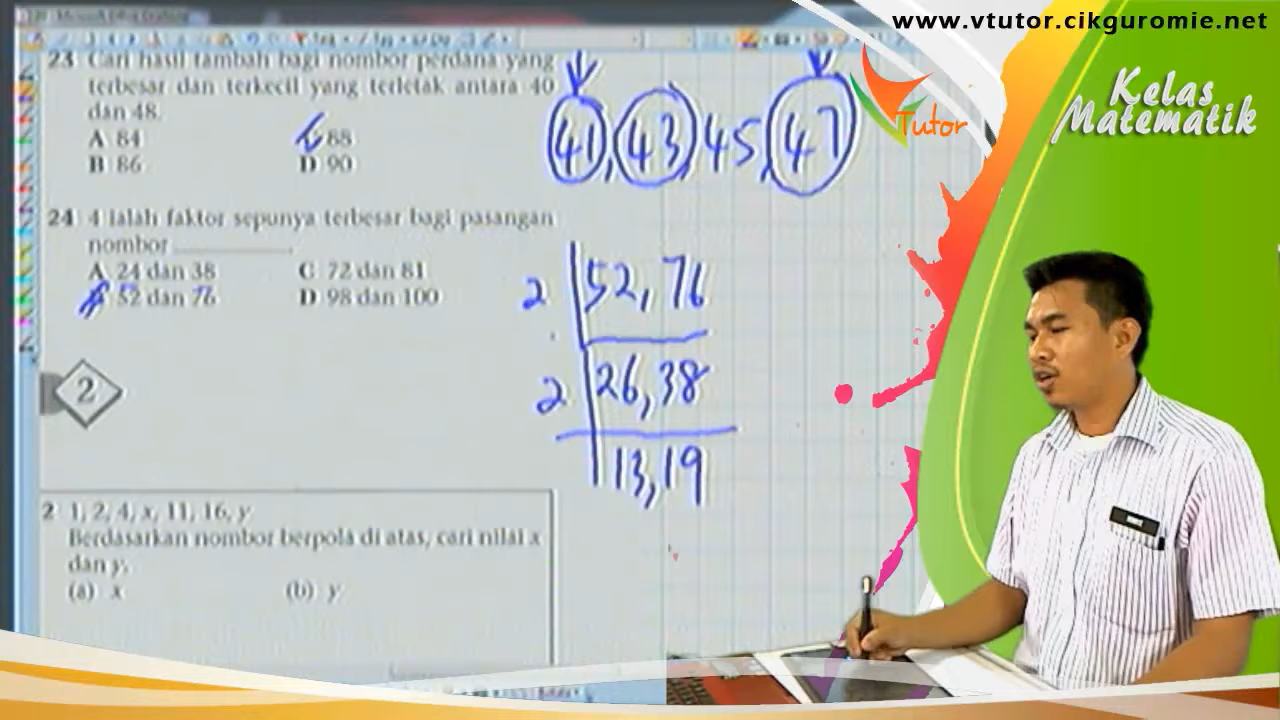 www.vtutor.cikguromie.net
Kelas
Matematik
Tutor
23 Cari hasil tambah bagi nombor perdana yang
terbesar dan terkecil yang terletak antara 40
dan 48.
A 84
88
B 86
D 90
41, 43, 45, 47
24 4 ialah faktor sepunya terbesar bagi pasangan
nombor ____________.
A 24 dan 38
C 72 dan 81
52 dan 76
D 98 dan 100
2 52, 76
2 26, 38
13, 19
2
2 1, 2, 4, x, 11, 16, y
Berdasarkan nombor berpola di atas, cari nilai x
dan y.
(a) x
(b) y